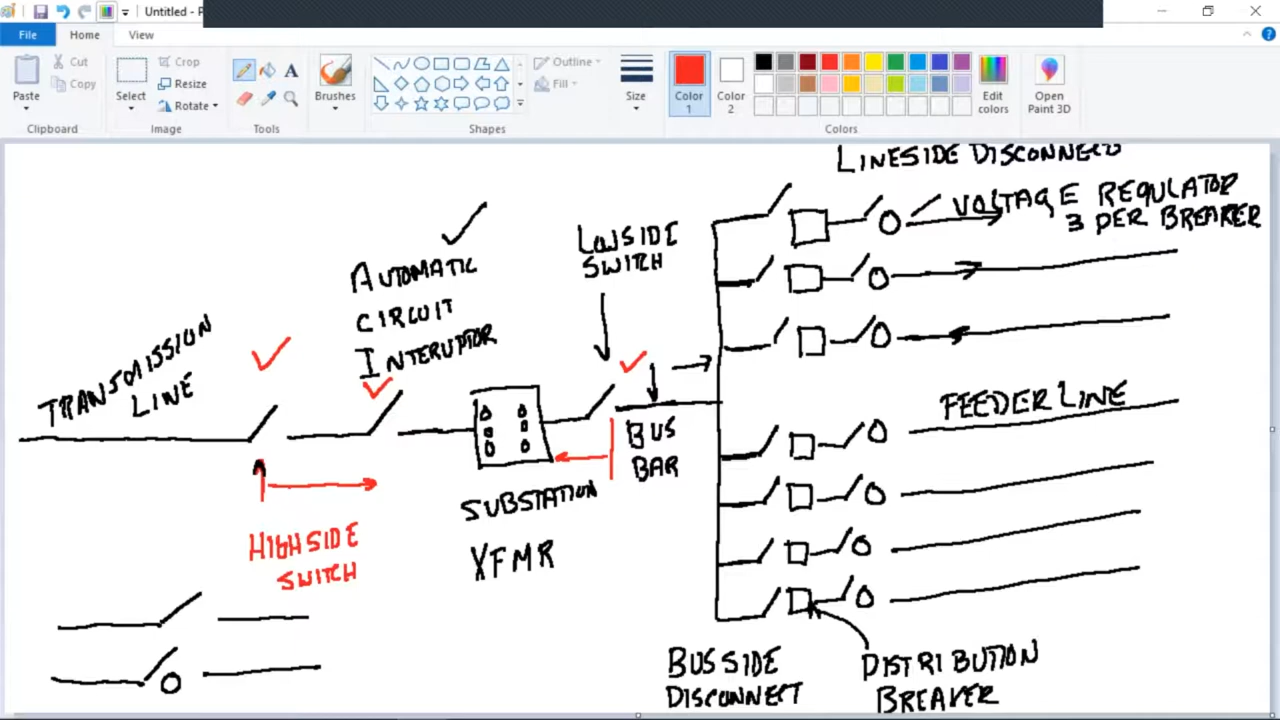 Untitled - P
File
Home
View
Paste
Cut
Copy
Clipboard
Select
Crop
Resize
Rotate
Image
A
Tools
Brushes
Shapes
Outline
Fill
Size
Color
1
Color
2
Colors
Edit
colors
Open
Paint 3D
LINESIDE DISCONNECT
VOLTAGE REGULATOR
3 PER BREAKER
LOWSIDE
SWITCH
AUTOMATIC
CIRCUIT
INTERUPTOR
TRANSMISSION
LINE
FEEDER LINE
BUS
BAR
SUBSTATION
XFMR
HIGHSIDE
SWITCH
BUS SIDE
DISCONNECT
DISTRIBUTION
BREAKER